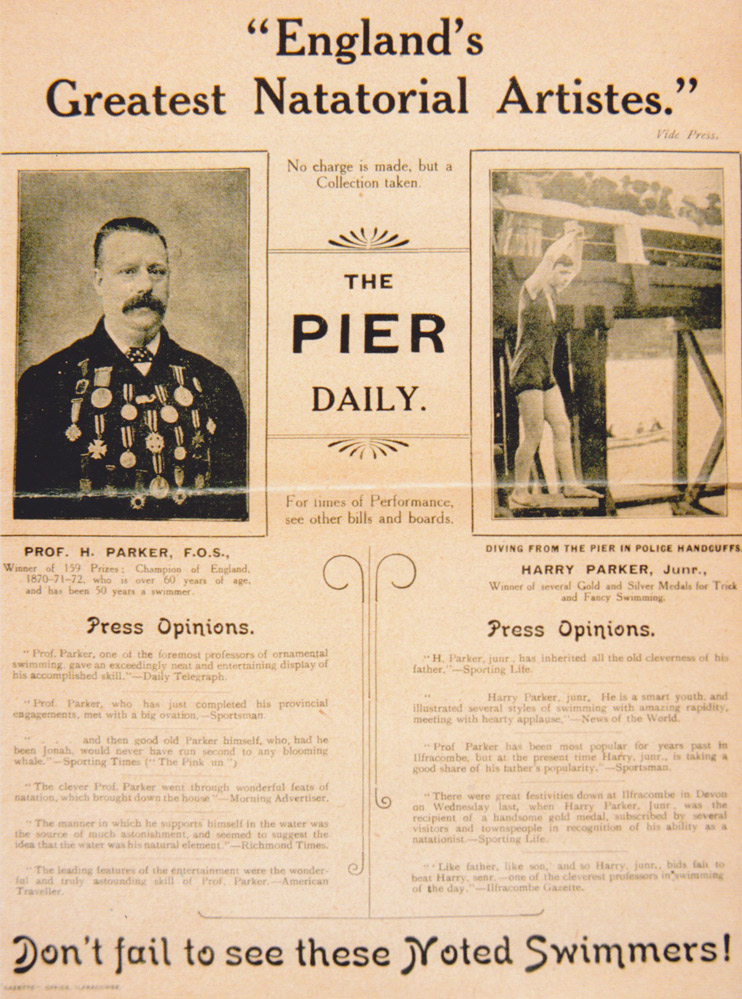 “England’s
Greatest Natatorial Artistes.”
Vide Press.
No charge is made, but a
Collection taken.
THE
PIER
DAILY.
For times of Performance,
see other bills and boards.
PROF. H. PARKER, F.O.S.,
Winner of 159 Prizes; Champion of England,
1870-71-72, who is over 60 years of age,
and has been 50 years a swimmer.
Press Opinions.
“Prof. Parker, one of the foremost professors of ornamental
swimming, gave an exceedingly neat and entertaining display of
his accomplished skill.”—Daily Telegraph.
“Prof. Parker, who has just completed his provincial
engagements, met with a big ovation.—Sportsman.
“ . . . and then good old Parker himself, who, had he
been Jonah, would never have run second to any blooming
whale.”—Sporting Times (“The Pink un”)
“The clever Prof. Parker went through wonderful feats of
natation, which brought down the house”—Morning Advertiser.
“The manner in which he supports himself in the water was
the source of much astonishment, and seemed to suggest the
idea that the water was his natural element.”—Richmond Times.
“The leading features of the entertainment were the wonder-
ful and truly astounding skill of Prof. Parker.—American
Traveller.
DIVING FROM THE PIER IN POLICE HANDCUFFS
HARRY PARKER, Junr.,
Winner of several Gold and Silver Medals for Trick
and Fancy Swimming.
Press Opinions.
“H. Parker, junr., has inherited all the old cleverness of his
father.”—Sporting Life.
“ Harry Parker, junr. He is a smart youth, and
illustrated several styles of swimming with amazing rapidity,
meeting with hearty applause.”—News of the World.
“Prof Parker has been most popular for years past in
Ilfracombe, but at the present time Harry, junr., is taking a
good share of his father’s popularity.”—Sportsman.
“There were great festivities down at Ilfracombe in Devon
on Wednesday last, when Harry Parker, Junr., was the
recipient of a handsome gold medal, subscribed by several
visitors and townspeople in recognition of his ability as a
natationist.—Sporting Life.
“‘Like father, like son,’ and so Harry, junr., bids fair to
beat Harry, senr.—one of the cleverest professors in swimming
of the day.”—Ilfracombe Gazette.
Don’t fail to see these Noted Swimmers!
GAZETTE OFFICE, ILFRACOMBE.